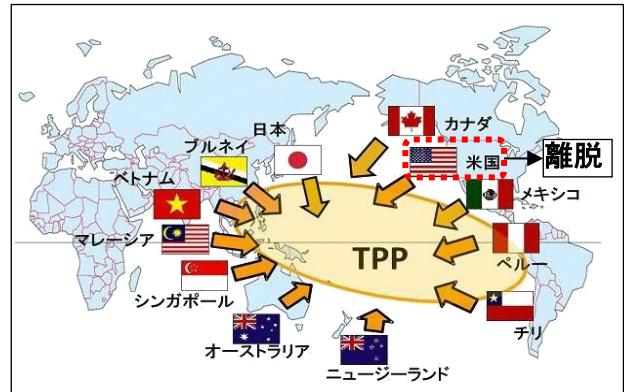 カナダ
日本
米国
離脱
ブルネイ
ベトナム
メキシコ
マレーシア
TPP
ペルー
シンガポール
チリ
オーストラリア
ニュージーランド